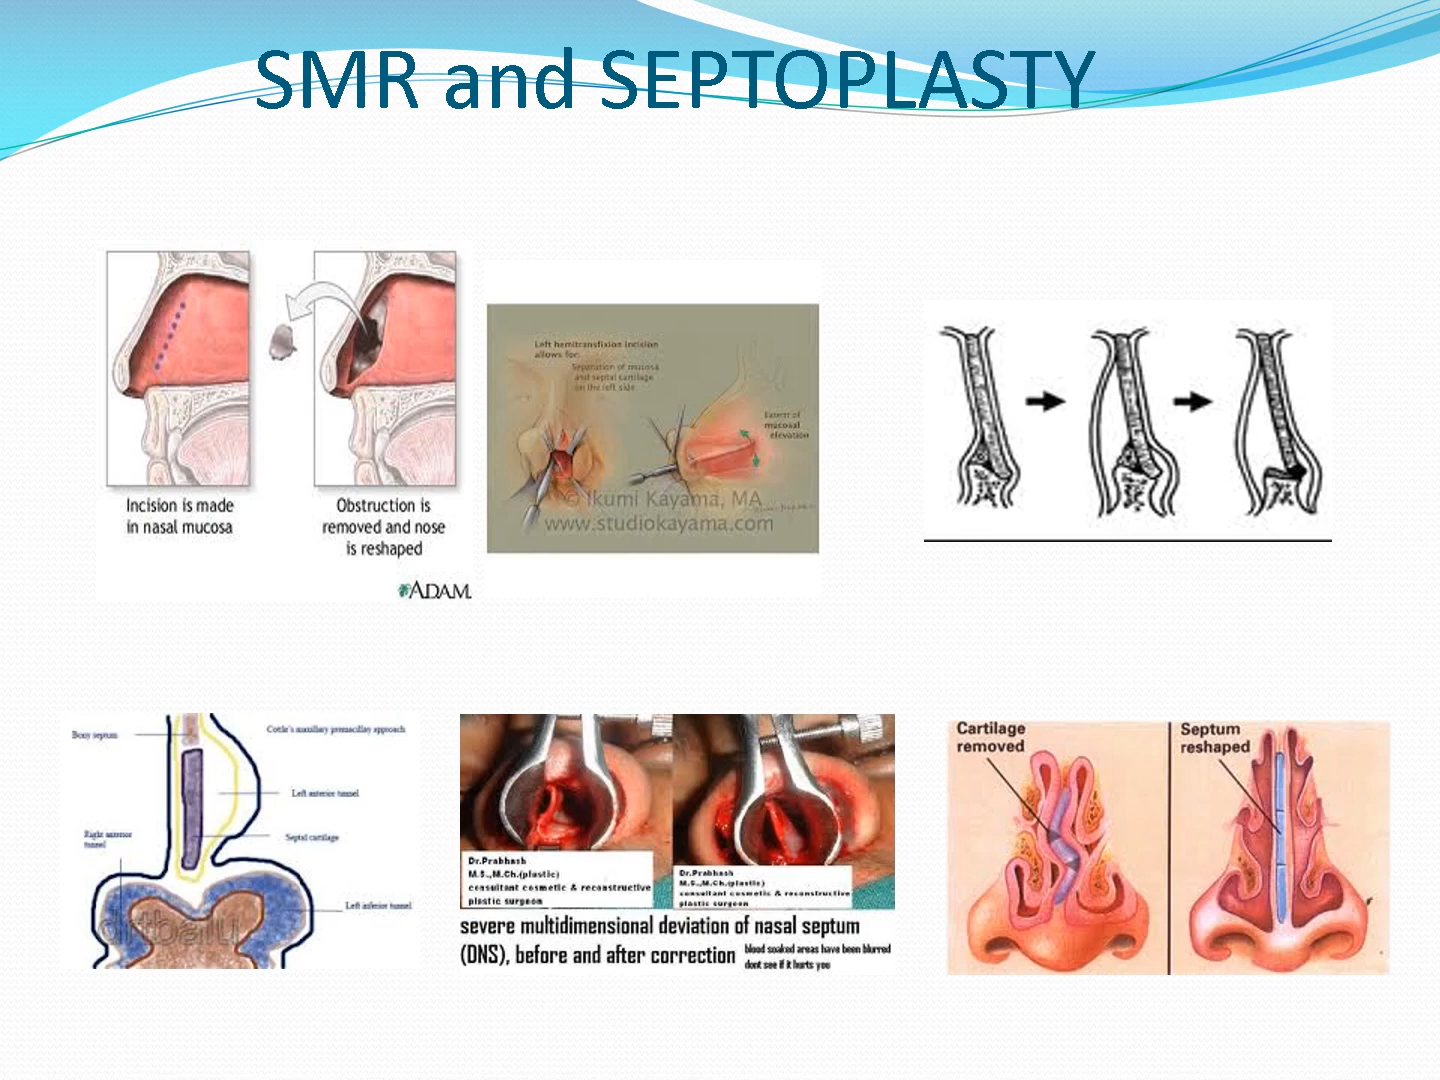 SMR and SEPTOPLASTY
Incision is made
in nasal mucosa
Obstruction is
removed and nose
is reshaped
ADAM.
Left hemitransfixion incision
allows for:
Separation of mucosa
and septal cartilage
on the left side.
Extent of
mucosal
elevation
© Ikumi Kayama, MA
www.studiokayama.com
Bony septum
Cottle's maxillary premaxillay approach
Left anterior tunnel
Right anterior
tunnel
Septal cartilage
Left inferior tunnel
drtbalu
Dr.Prabhash
M.S.,M.Ch.(plastic)
consultant cosmetic & reconstructive
plastic surgeon
Dr.Prabhash
M.S.,M.Ch.(plastic)
consultant cosmetic & reconstructive
plastic surgeon
severe multidimensional deviation of nasal septum
(DNS), before and after correction
blood soaked areas have been blurred
dont see if it hurts you
Cartilage
removed
Septum
reshaped